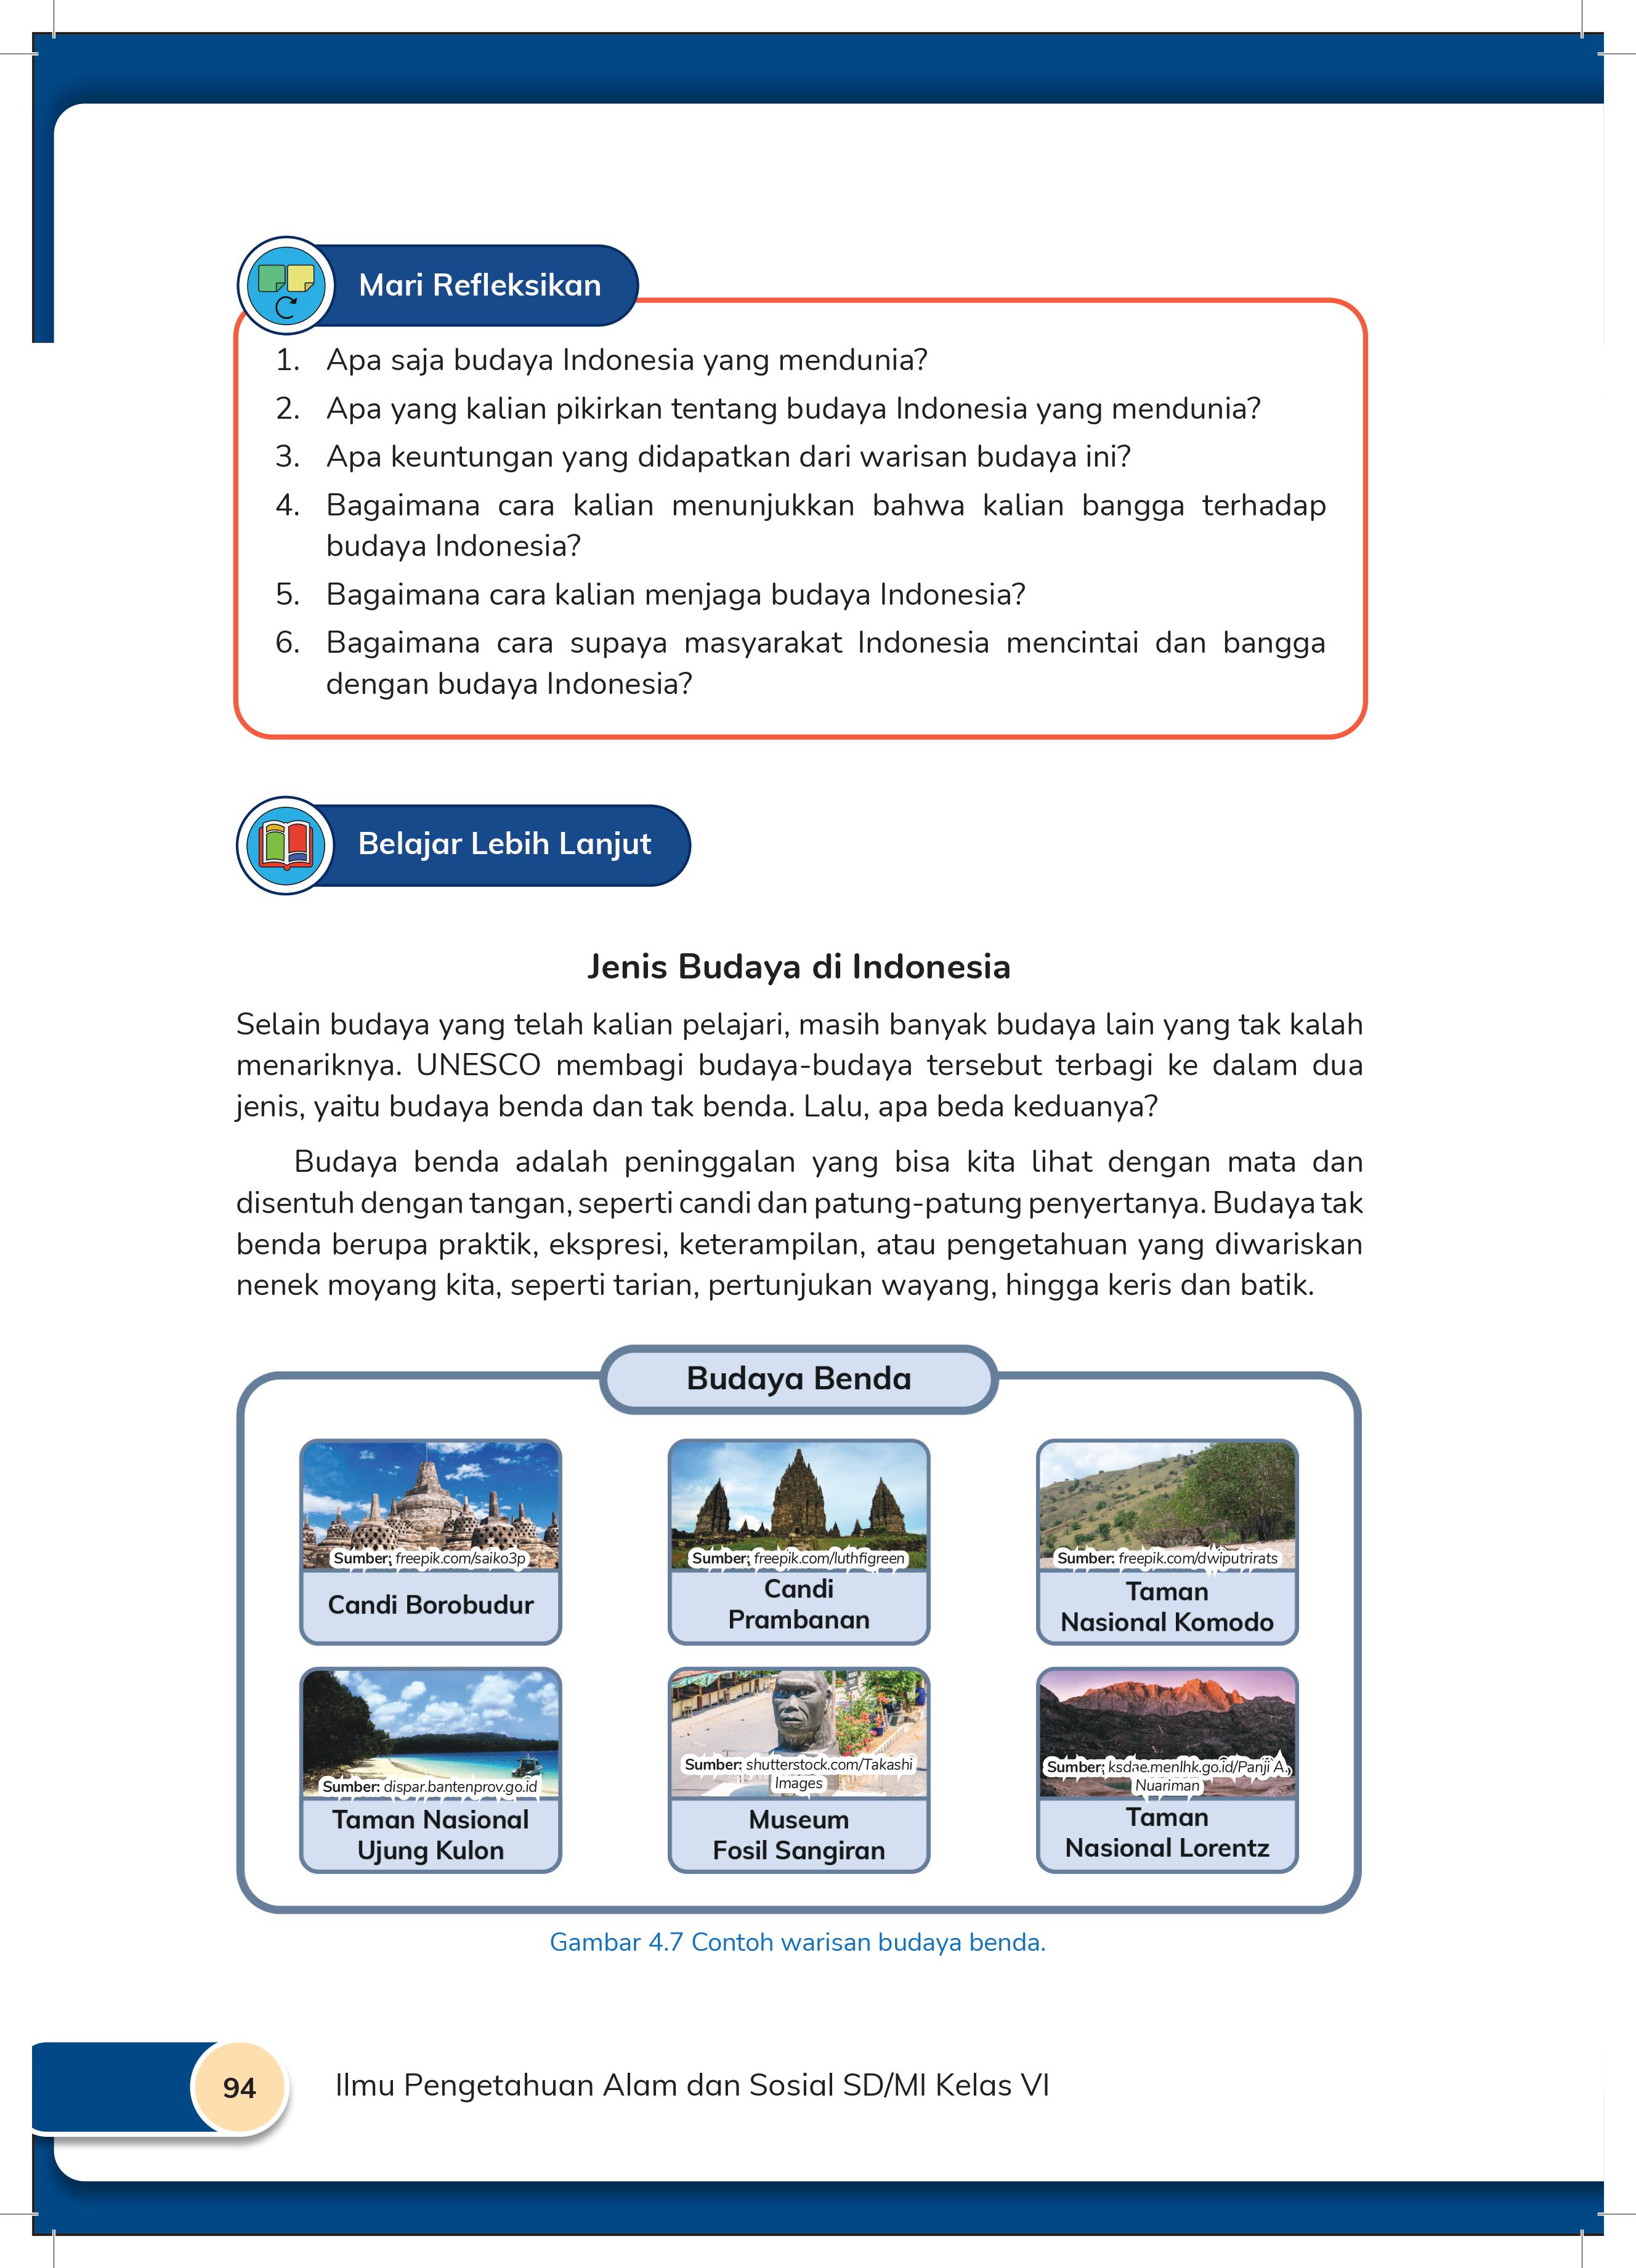 Mari Refleksikan
1. Apa saja budaya Indonesia yang mendunia?
2. Apa yang kalian pikirkan tentang budaya Indonesia yang mendunia?
3. Apa keuntungan yang didapatkan dari warisan budaya ini?
4. Bagaimana cara kalian menunjukkan bahwa kalian bangga terhadap
budaya Indonesia?
5. Bagaimana cara kalian menjaga budaya Indonesia?
6. Bagaimana cara supaya masyarakat Indonesia mencintai dan bangga
dengan budaya Indonesia?
Belajar Lebih Lanjut
Jenis Budaya di Indonesia
Selain budaya yang telah kalian pelajari, masih banyak budaya lain yang tak kalah
menariknya. UNESCO membagi budaya-budaya tersebut terbagi ke dalam dua
jenis, yaitu budaya benda dan tak benda. Lalu, apa beda keduanya?
Budaya benda adalah peninggalan yang bisa kita lihat dengan mata dan
disentuh dengan tangan, seperti candi dan patung-patung penyertanya. Budaya tak
benda berupa praktik, ekspresi, keterampilan, atau pengetahuan yang diwariskan
nenek moyang kita, seperti tarian, pertunjukan wayang, hingga keris dan batik.
Budaya Benda
Sumber: freepik.com/saiko3p
Candi Borobudur
Sumber: freepik.com/luthfigreen
Candi
Prambanan
Sumber: freepik.com/dwiputrirats
Taman
Nasional Komodo
Sumber: dispar.bantenprov.go.id
Taman Nasional
Ujung Kulon
Sumber: shutterstock.com/Takashi
Images
Museum
Fosil Sangiran
Sumber: ksdae.menlhk.go.id/Panji A.
Nuariman
Taman
Nasional Lorentz
Gambar 4.7 Contoh warisan budaya benda.
94
Ilmu Pengetahuan Alam dan Sosial SD/MI Kelas VI